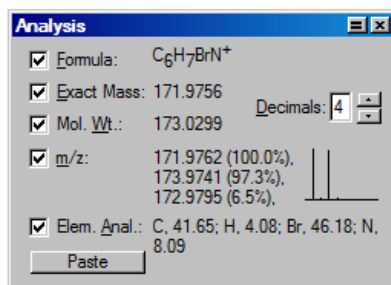 Analysis
Formula: C6H7BrN+
Exact Mass: 171.9756
Decimals: 4
Mol. Wt.: 173.0299
m/z: 171.9762 (100.0%),
173.9741 (97.3%),
172.9795 (6.5%),
Elem. Anal.: C, 41.65; H, 4.08; Br, 46.18; N,
8.09
Paste